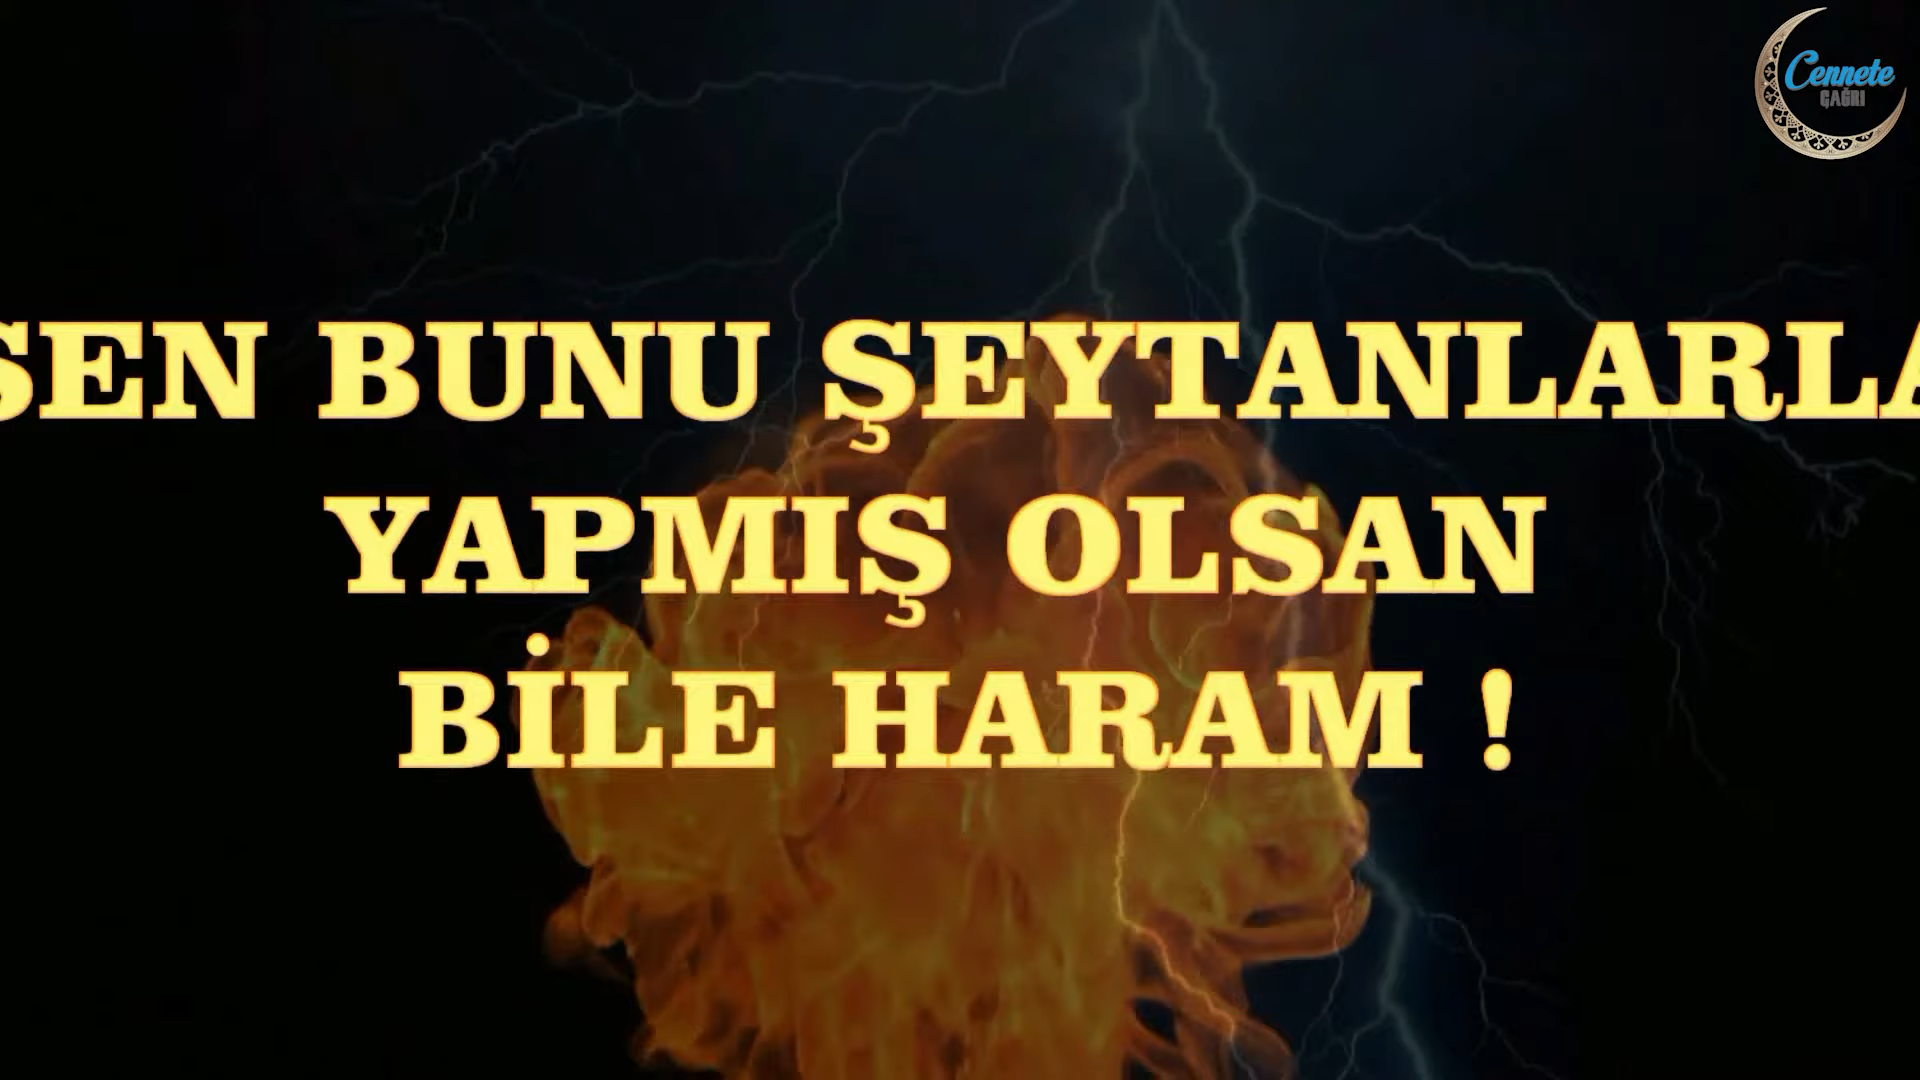 Cennete
ÇAĞRI
SEN BUNU ŞEYTANLARLA
YAPMIŞ OLSAN
BİLE HARAM !